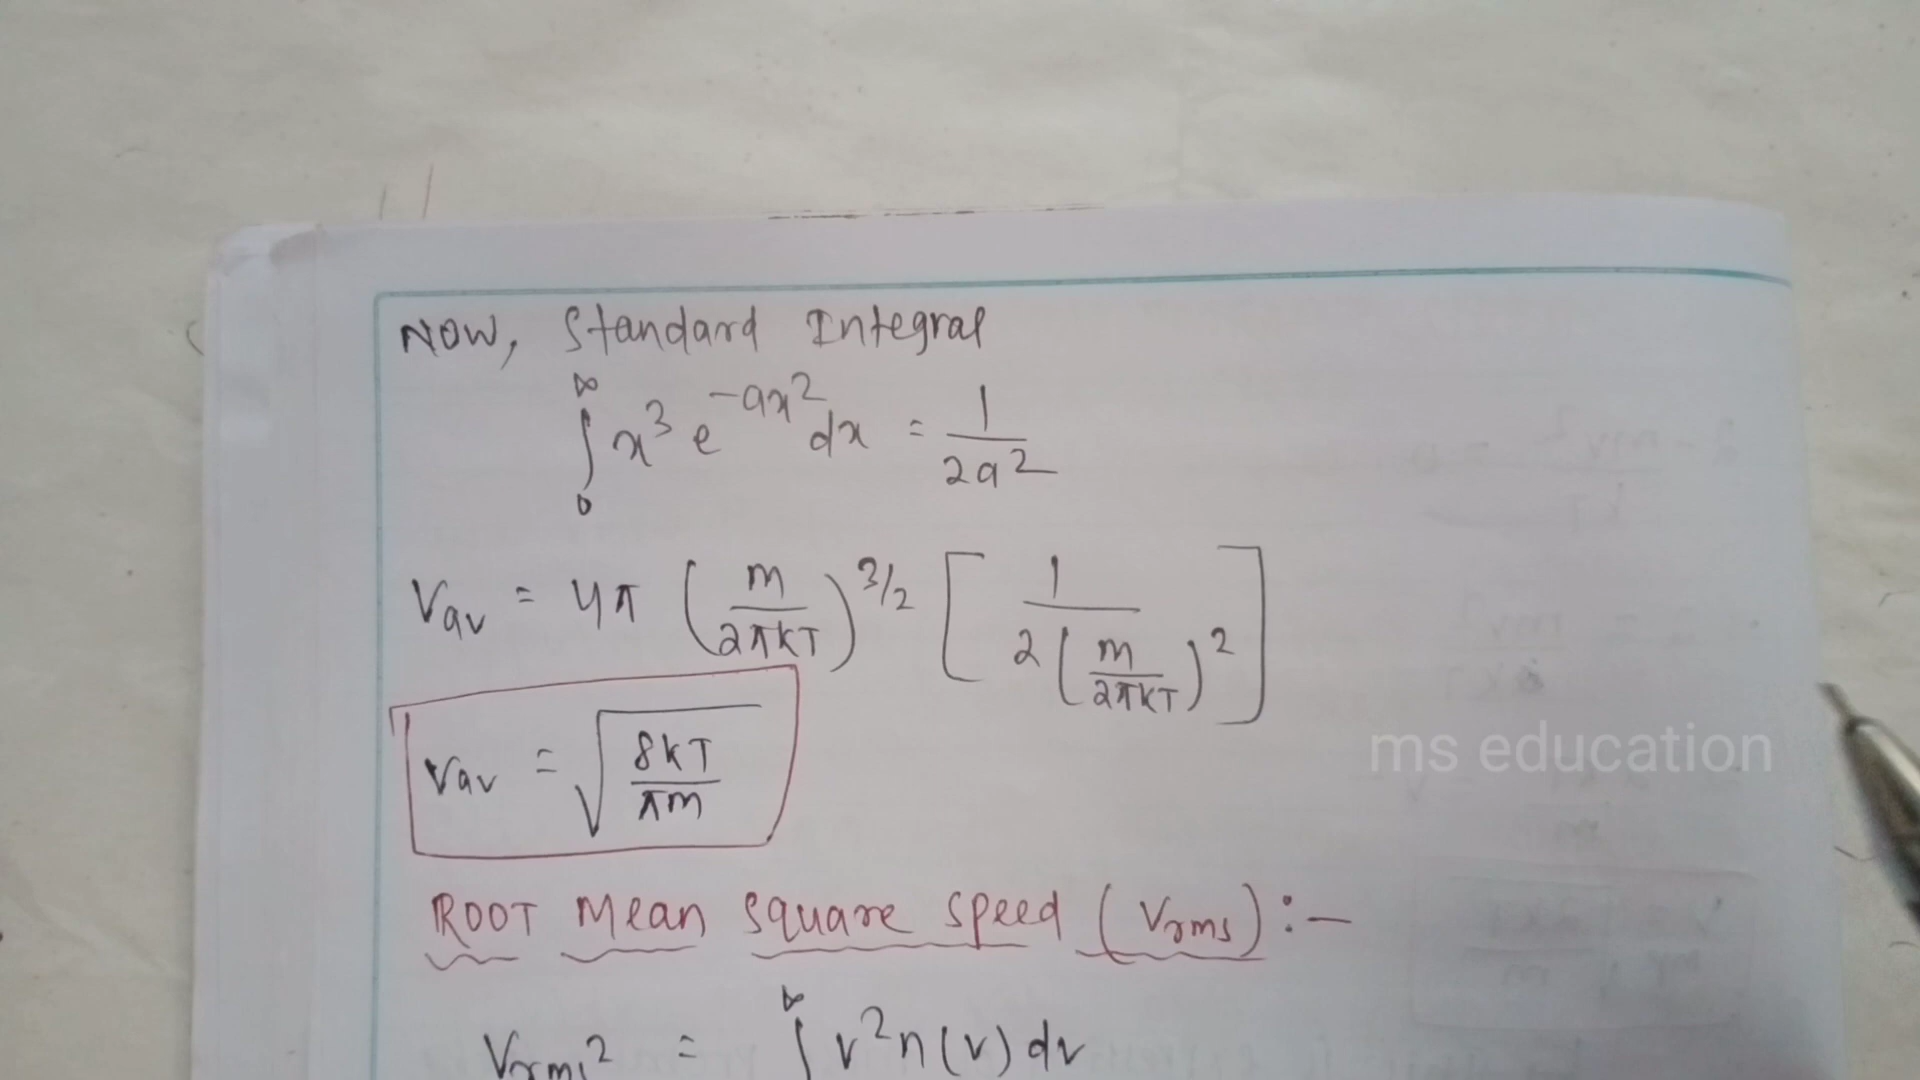 NOW, Standard Integral
∫₀^∞ x³ e^{-ax²} dx = 1/2a²
Vav = 4π (m/2πkT)^{3/2} [1/2(m/2πkT)²]
Vav = √(8kT/πm)
ms education
ROOT Mean Square Speed (Vrms) :-
Vrms² = ∫^∞ v² n(v) dv